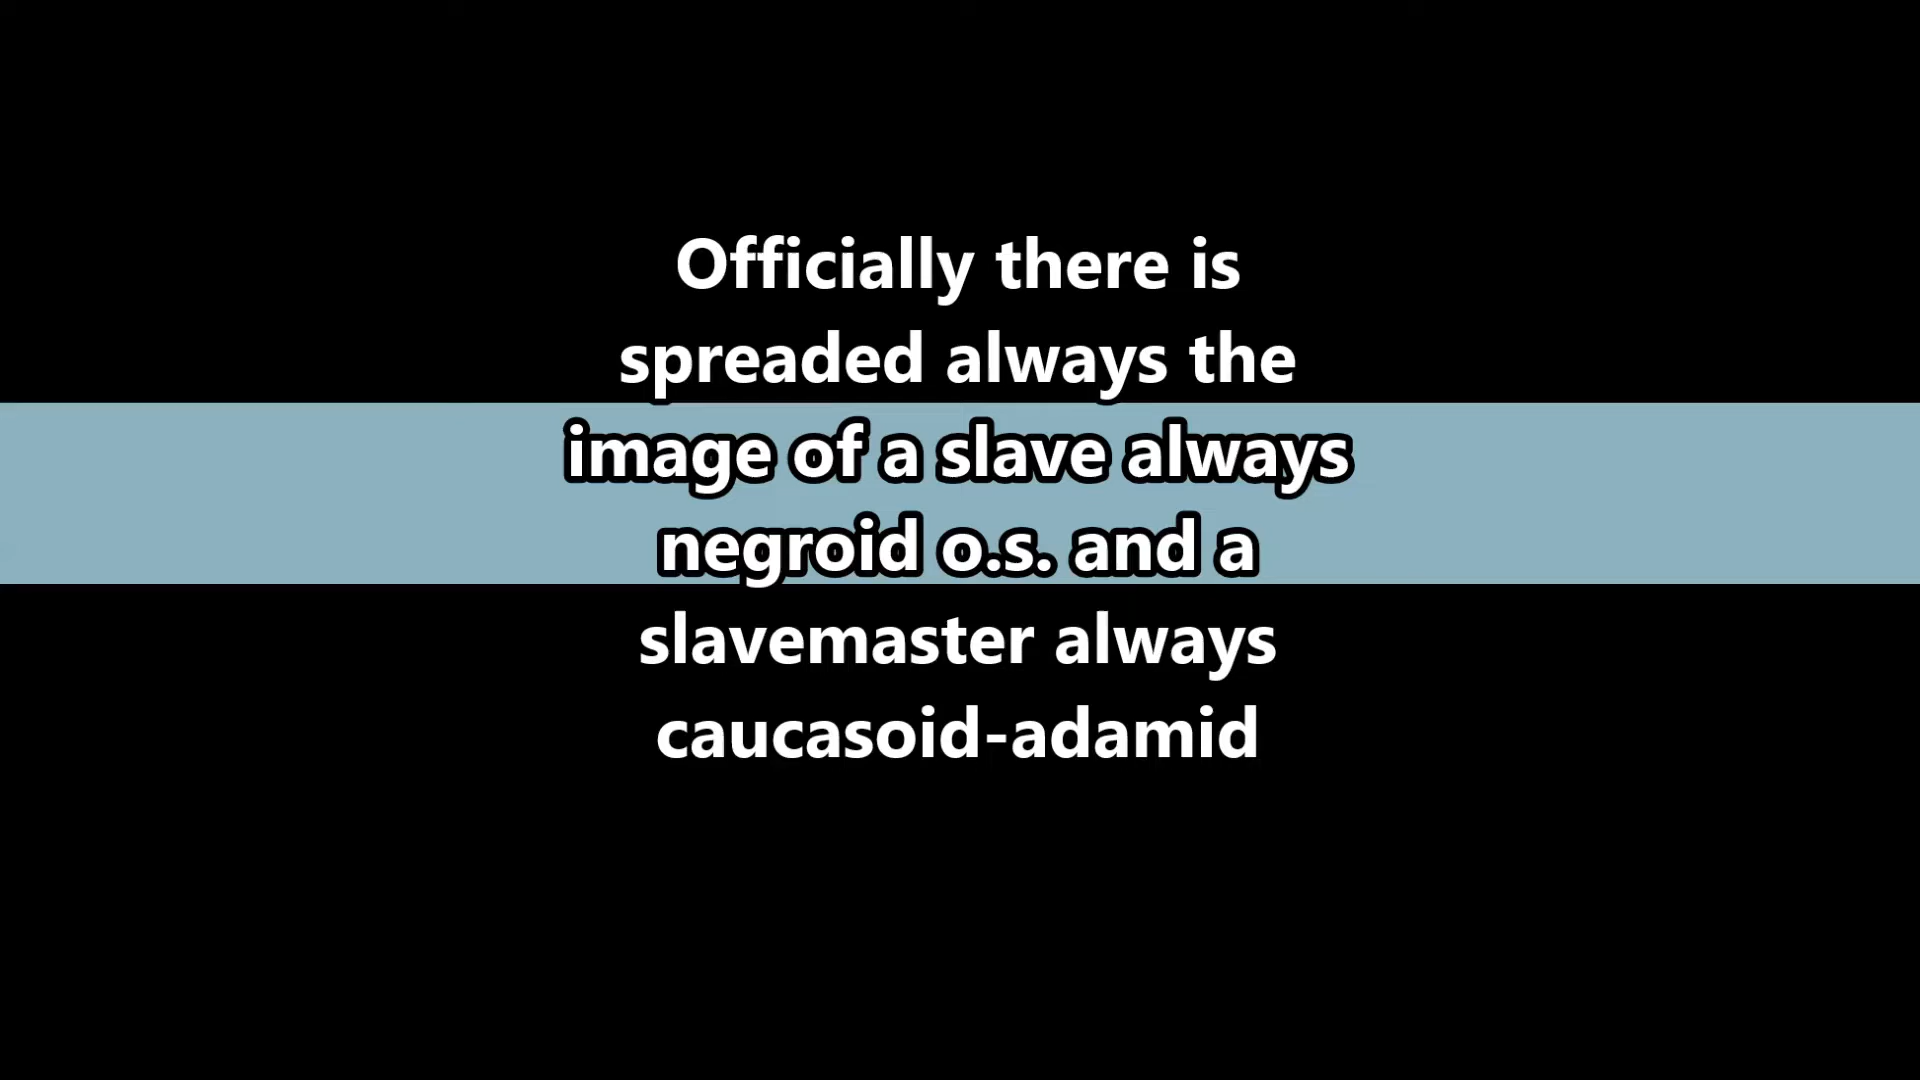 Officially there is
spreaded always the
image of a slave always
negroid o.s. and a
slavemaster always
caucasoid-adamid